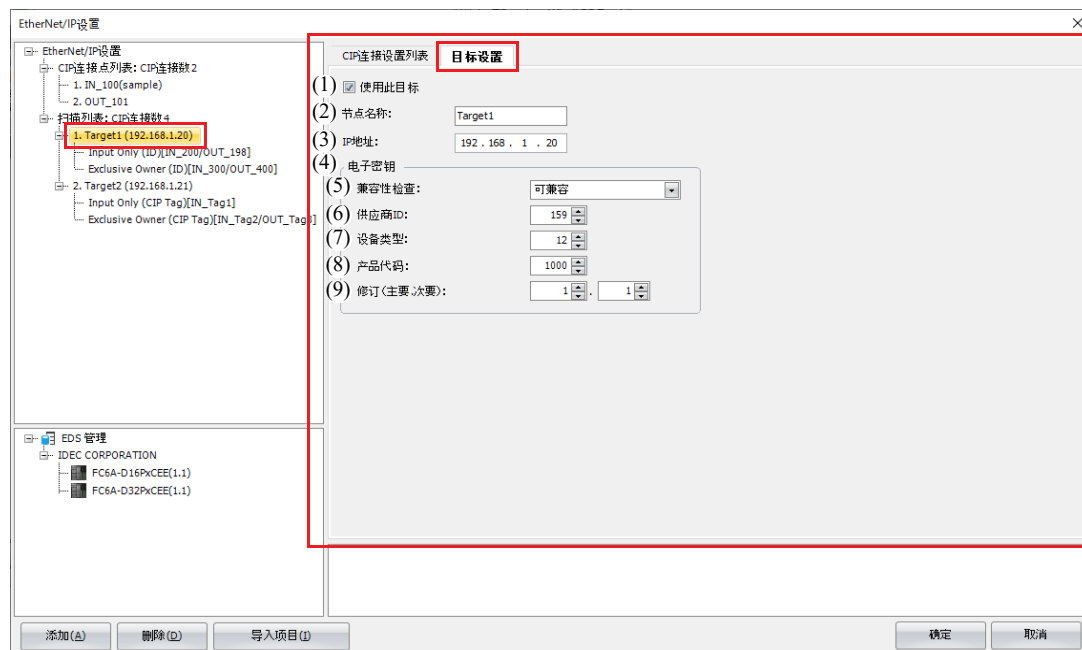 EtherNet/IP设置
EtherNet/IP设置
CIP连接点列表: CIP连接数2
1. IN_100(sample)
2. OUT_101
扫描列表: CIP连接数4
1. Target1 (192.168.1.20)
Input Only (ID)[IN_200/OUT_198]
Exclusive Owner (ID)[IN_300/OUT_400]
2. Target2 (192.168.1.21)
Input Only (CIP Tag)[IN_Tag1]
Exclusive Owner (CIP Tag)[IN_Tag2/OUT_Tag3]
EDS 管理
IDEC CORPORATION
FC6A-D16PxCEE(1.1)
FC6A-D32PxCEE(1.1)
CIP连接设置列表 目标设置
(1) 使用此目标
(2) 节点名称: Target1
(3) IP地址: 192 . 168 . 1 . 20
(4) 电子密钥
(5) 兼容性检查: 可兼容
(6) 供应商ID: 159
(7) 设备类型: 12
(8) 产品代码: 1000
(9) 修订(主要.次要): 1 . 1
添加(A) 删除(D) 导入项目(I) 确定 取消